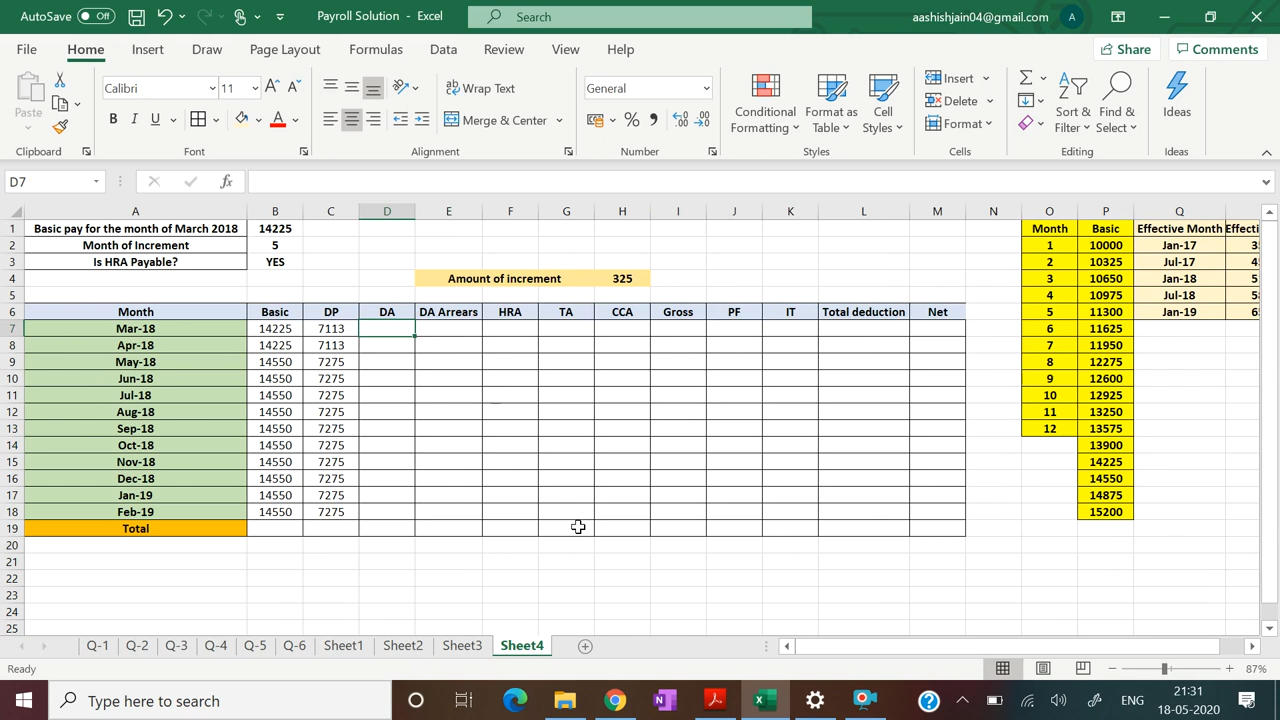 AutoSave Off Payroll Solution - Excel Search aashishjain04@gmail.com A
File Home Insert Draw Page Layout Formulas Data Review View Help Share Comments
Paste Calibri 11 Wrap Text General Conditional Formatting Format as Table Cell Styles Insert Delete Format Sort & Filter Find & Select Ideas
B I U Merge & Center
Clipboard Font Alignment Number Styles Cells Editing Ideas
D7 fx
A B C D E F G H I J K L M N O P Q
1 Basic pay for the month of March 2018 14225 Month Basic Effective Month Effecti
2 Month of Increment 5 1 10000 Jan-17
3 Is HRA Payable? YES 2 10325 Jul-17
4 Amount of increment 325 3 10650 Jan-18
5 4 10975 Jul-18
6 Month Basic DP DA DA Arrears HRA TA CCA Gross PF IT Total deduction Net 5 11300 Jan-19
7 Mar-18 14225 7113 6 11625
8 Apr-18 14225 7113 7 11950
9 May-18 14550 7275 8 12275
10 Jun-18 14550 7275 9 12600
11 Jul-18 14550 7275 10 12925
12 Aug-18 14550 7275 11 13250
13 Sep-18 14550 7275 12 13575
14 Oct-18 14550 7275 13900
15 Nov-18 14550 7275 14225
16 Dec-18 14550 7275 14550
17 Jan-19 14550 7275 14875
18 Feb-19 14550 7275 15200
19 Total
20
21
22
23
24
25
Q-1 Q-2 Q-3 Q-4 Q-5 Q-6 Sheet1 Sheet2 Sheet3 Sheet4
Ready 87%
Type here to search ENG 21:31
18-05-2020